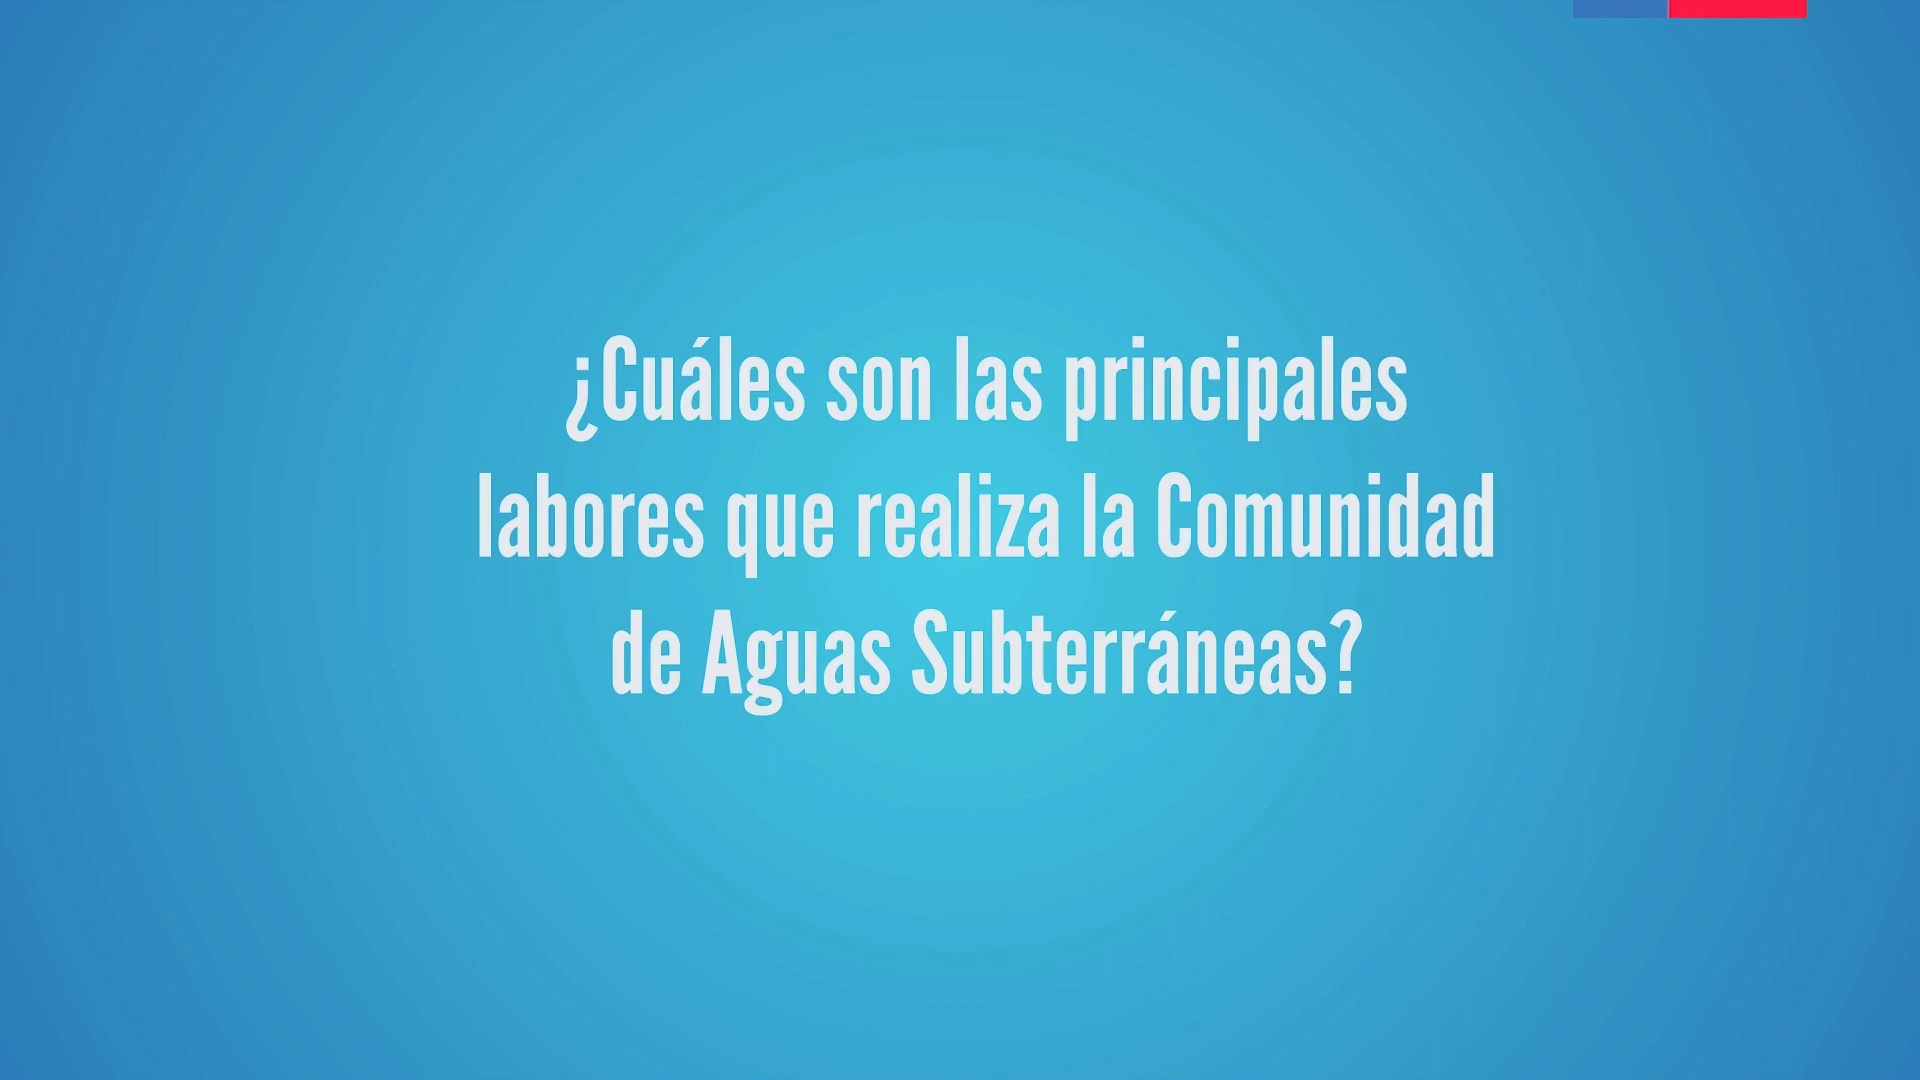 ¿Cuáles son las principales
labores que realiza la Comunidad
de Aguas Subterráneas?